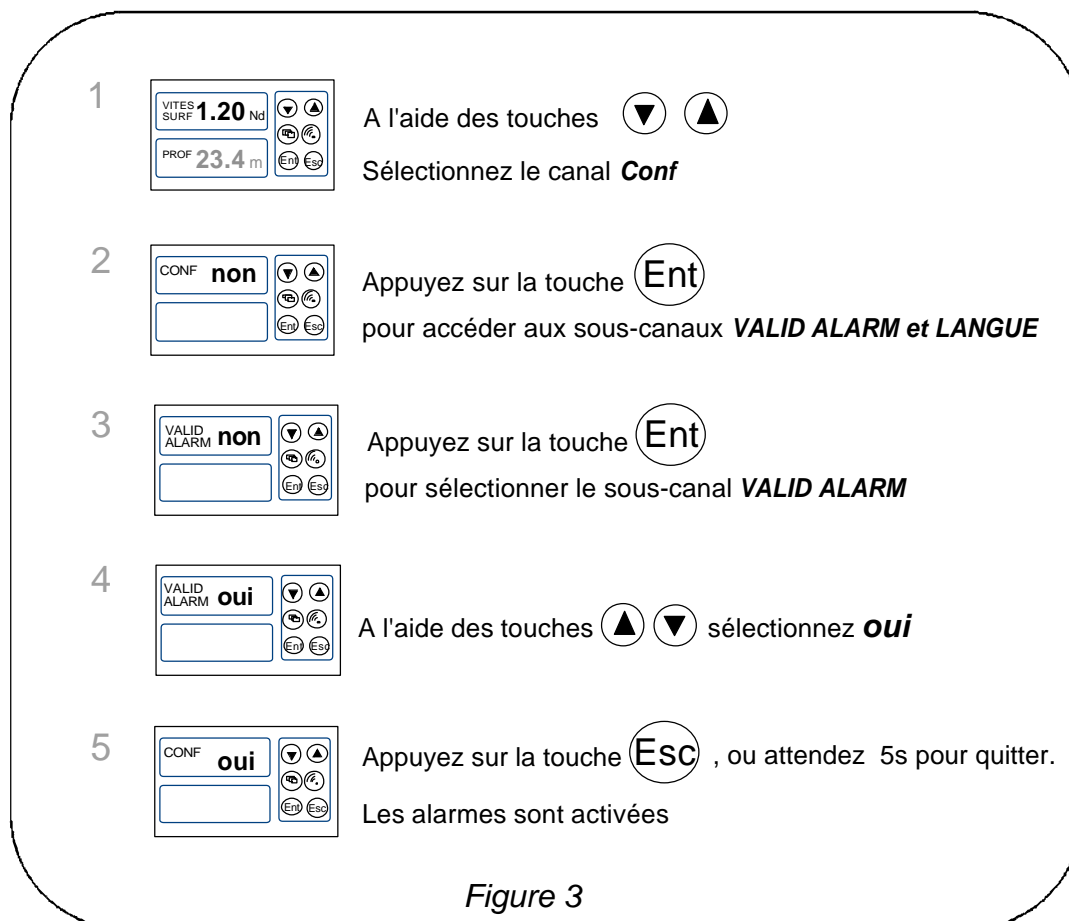 1
VITES
SURF 1.20 Nd
PROF 23.4 m
Ent Esc
A l'aide des touches ▼ ▲
Sélectionnez le canal Conf
2
CONF non
Ent Esc
Appuyez sur la touche Ent
pour accéder aux sous-canaux VALID ALARM et LANGUE
3
VALID
ALARM non
Ent Esc
Appuyez sur la touche Ent
pour sélectionner le sous-canal VALID ALARM
4
VALID
ALARM oui
Ent Esc
A l'aide des touches ▲ ▼ sélectionnez oui
5
CONF oui
Ent Esc
Appuyez sur la touche Esc , ou attendez 5s pour quitter.
Les alarmes sont activées
Figure 3